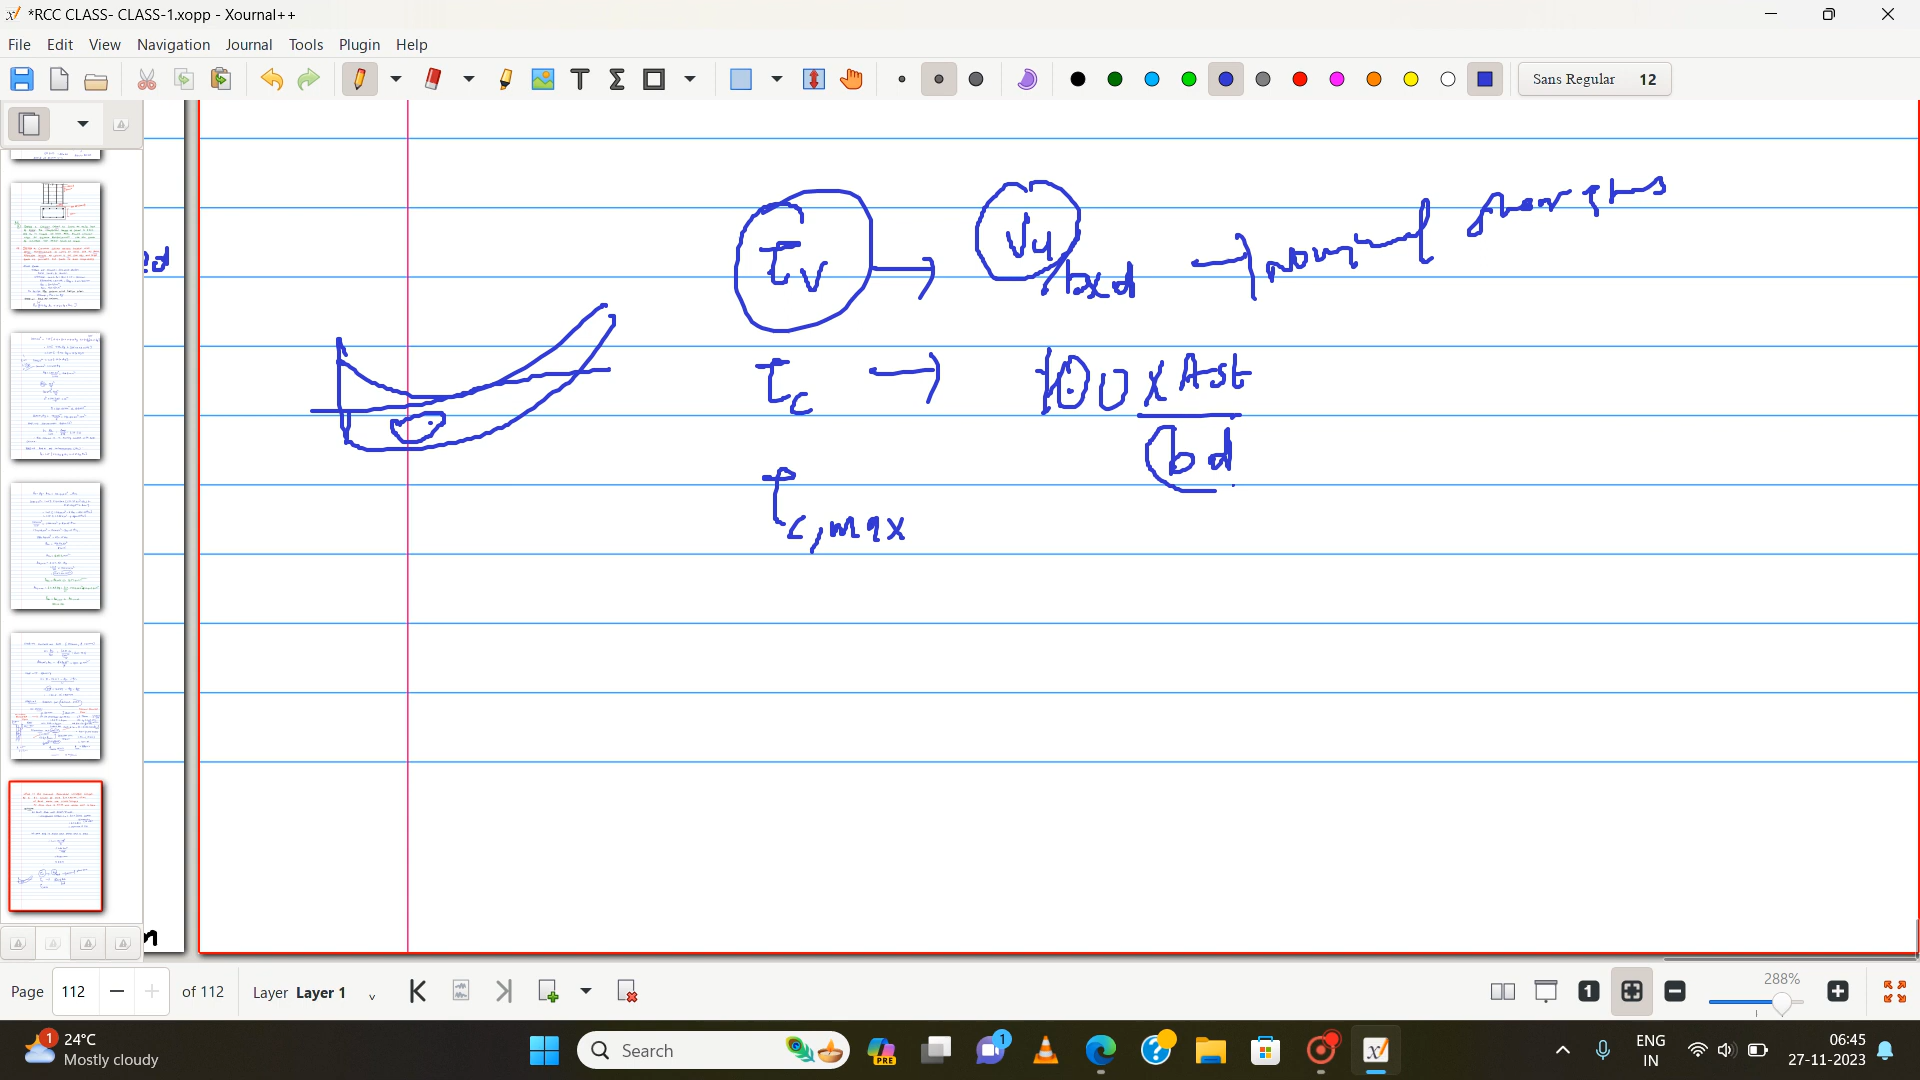 *RCC CLASS- CLASS-1.xopp - Xournal++
File Edit View Navigation Journal Tools Plugin Help
Sans Regular 12
τv → Vu/bxd → nominal
τc → 100 x Ast
bd
τc,max
Page 112 of 112 Layer Layer 1 288%
24°C
Mostly cloudy
Search
PRE
ENG
IN
06:45
27-11-2023